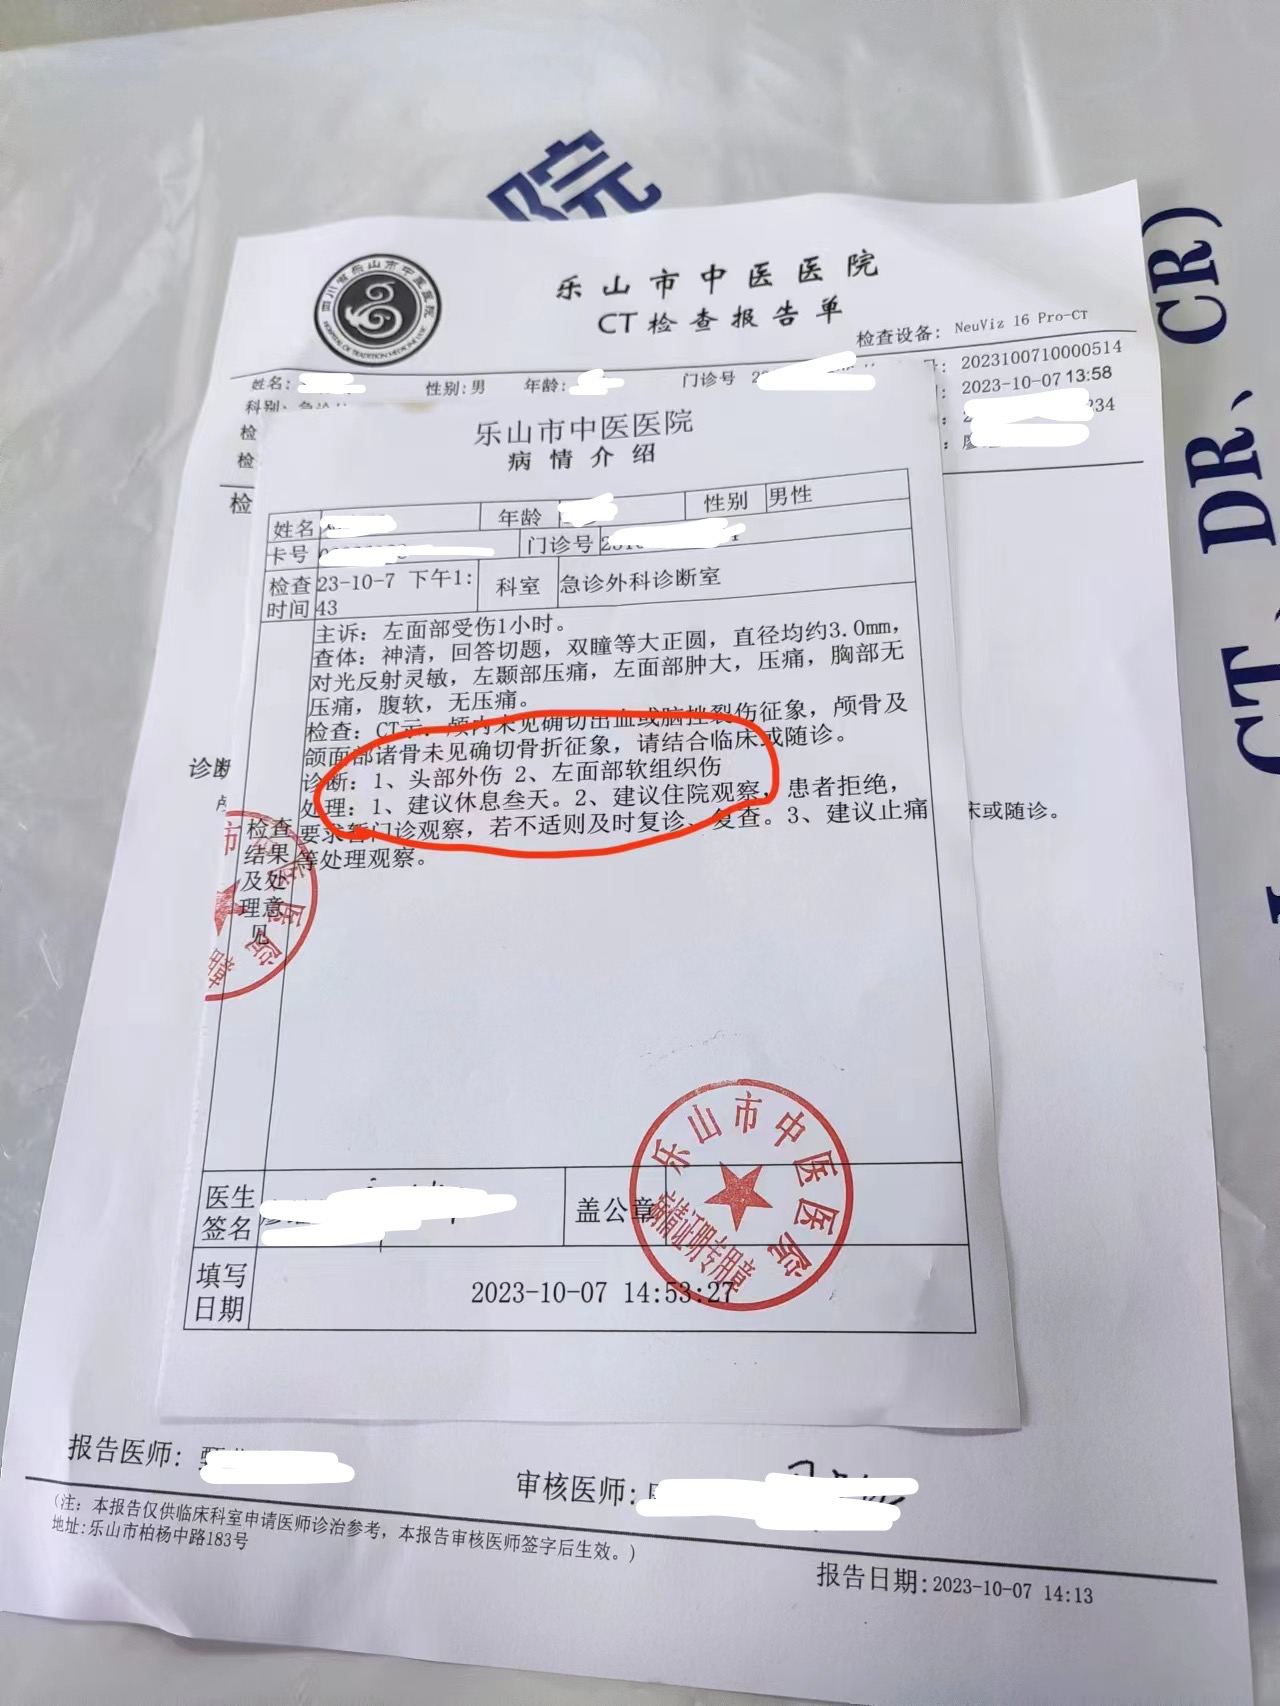 院
CT、DR、CR)
乐山市中医医院
CT检查报告单
检查设备: NeuViz 16 Pro-CT
姓名: 性别:男 年龄: 门诊号
2023100710000514
科别: 急诊
2023-10-07 13:58
检
234
检
检
乐山市中医医院
病情介绍
姓名 年龄 性别 男性
卡号 门诊号
检查时间 23-10-7 下午1:43 科室 急诊外科诊断室
主诉: 左面部受伤1小时。
查体: 神清，回答切题，双瞳等大正圆，直径均约3.0mm，
对光反射灵敏，左颞部压痛，左面部肿大，压痛，胸部无
压痛，腹软，无压痛。
检查: CT示: 颅内未见确切出血或脑挫裂伤征象，颅骨及
颌面部诸骨未见确切骨折征象，请结合临床或随诊。
诊断: 1、头部外伤 2、左面部软组织伤
处理: 1、建议休息叁天。2、建议住院观察，患者拒绝，
要求暂门诊观察，若不适则及时复诊、复查。3、建议止痛
等处理观察。
检查
结果
及处
理意
见
诊断
床或随诊。
医生签名
盖公章
乐山市中医医院
病情证明专用章
填写日期 2023-10-07 14:53:27
报告医师:
审核医师:
(注: 本报告仅供临床科室申请医师诊治参考，本报告审核医师签字后生效。)
地址:乐山市柏杨中路183号
报告日期:2023-10-07 14:13